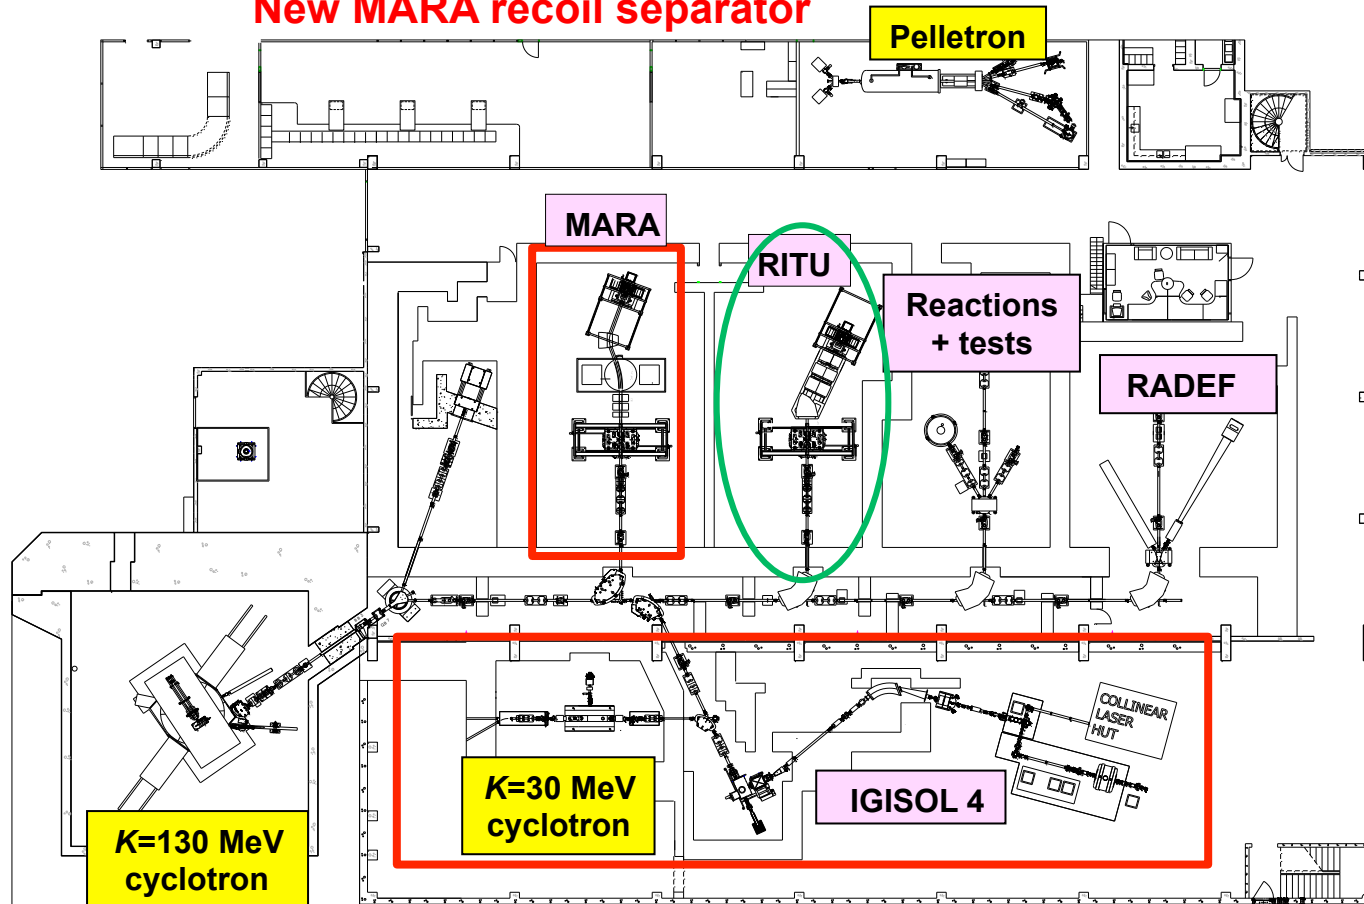 New MARA recoil separator
Pelletron
MARA
RITU
Reactions
+ tests
RADEF
COLLINEAR
LASER
HUT
K=30 MeV
cyclotron
IGISOL 4
K=130 MeV
cyclotron